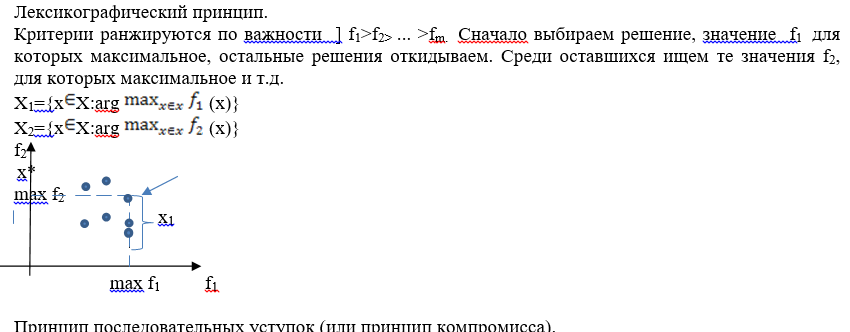 Лексикографический принцип.
Критерии ранжируются по важности ] f₁>f₂> ... >fₘ. Сначало выбираем решение, значение f₁ для
которых максимальное, остальные решения откидываем. Среди оставшихся ищем те значения f₂,
для которых максимальное и т.д.
X₁={x∈X:arg maxₓ∈ₓ f₁ (x)}
X₂={x∈X:arg maxₓ∈ₓ f₂ (x)}
f₂
x*
max f₂
x₁
max f₁ f₁
Принцип последовательных уступок (или принцип компромисса).